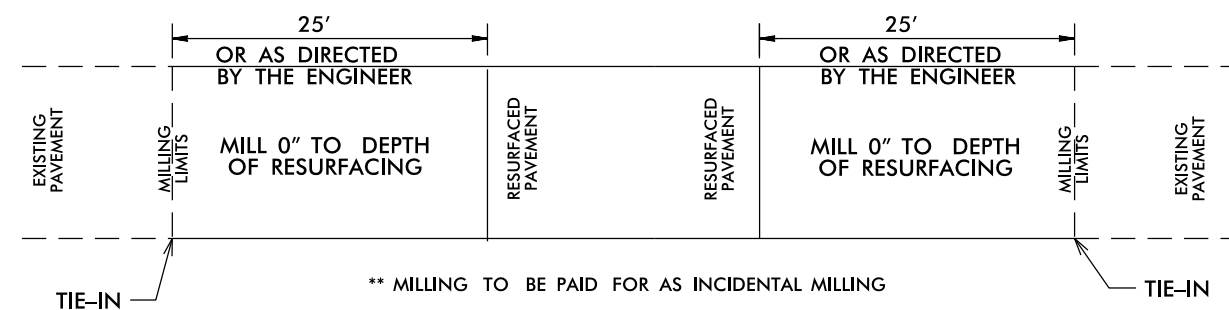 25'
OR AS DIRECTED
BY THE ENGINEER
25'
OR AS DIRECTED
BY THE ENGINEER
EXISTING
PAVEMENT
MILLING
LIMITS
MILL 0" TO DEPTH
OF RESURFACING
RESURFACED
PAVEMENT
RESURFACED
PAVEMENT
MILL 0" TO DEPTH
OF RESURFACING
MILLING
LIMITS
EXISTING
PAVEMENT
TIE–IN
** MILLING TO BE PAID FOR AS INCIDENTAL MILLING
TIE–IN